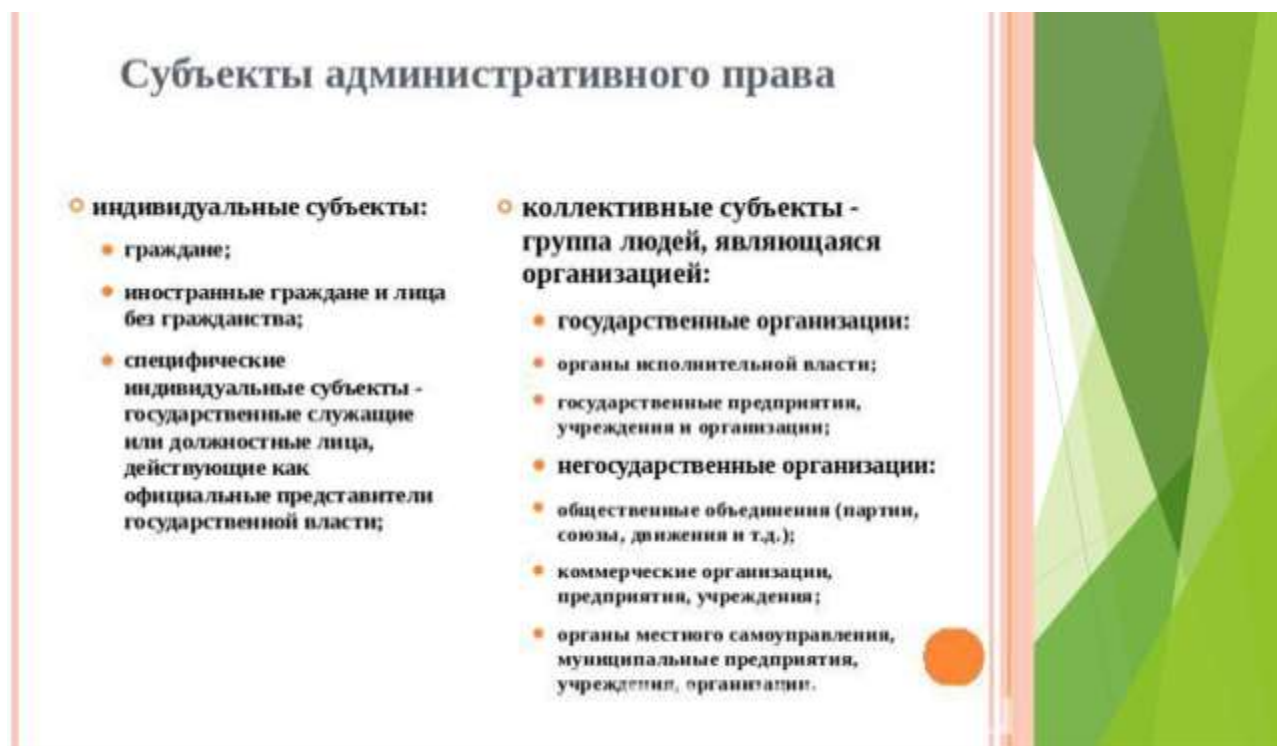 Субъекты административного права
индивидуальные субъекты:
граждане;
иностранные граждане и лица
без гражданства;
специфические
индивидуальные субъекты -
государственные служащие
или должностные лица,
действующие как
официальные представители
государственной власти;
коллективные субъекты -
группа людей, являющаяся
организацией:
государственные организации:
органы исполнительной власти;
государственные предприятия,
учреждения и организации;
негосударственные организации:
общественные объединения (партии,
союзы, движения и т.д.);
коммерческие организации,
предприятия, учреждения;
органы местного самоуправления,
муниципальные предприятия,
учреждения, организации.